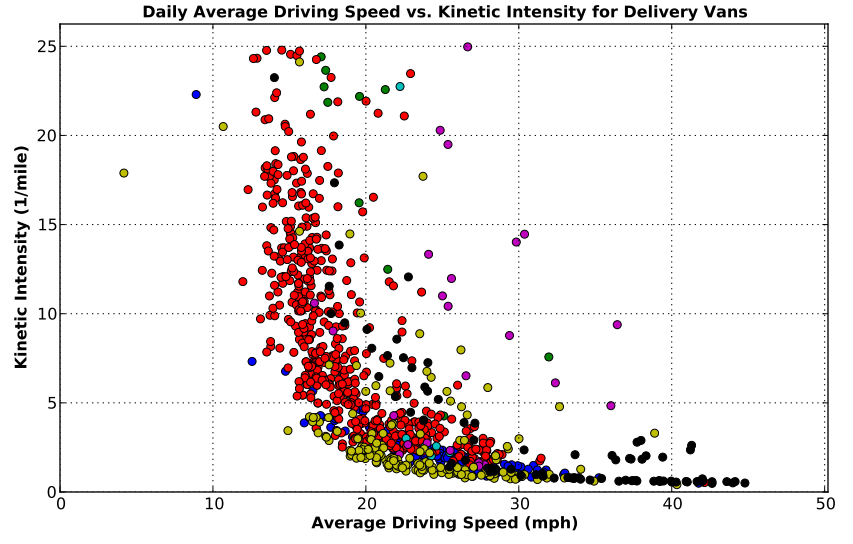 Daily Average Driving Speed vs. Kinetic Intensity for Delivery Vans
Kinetic Intensity (1/mile)
25
20
15
10
5
0
0 10 20 30 40 50
Average Driving Speed (mph)